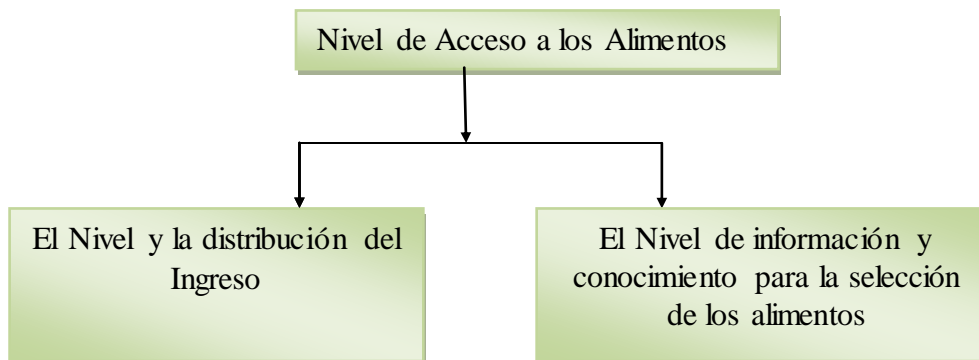 Nivel de Acceso a los Alimentos
El Nivel y la distribución del
Ingreso
El Nivel de información y
conocimiento para la selección
de los alimentos